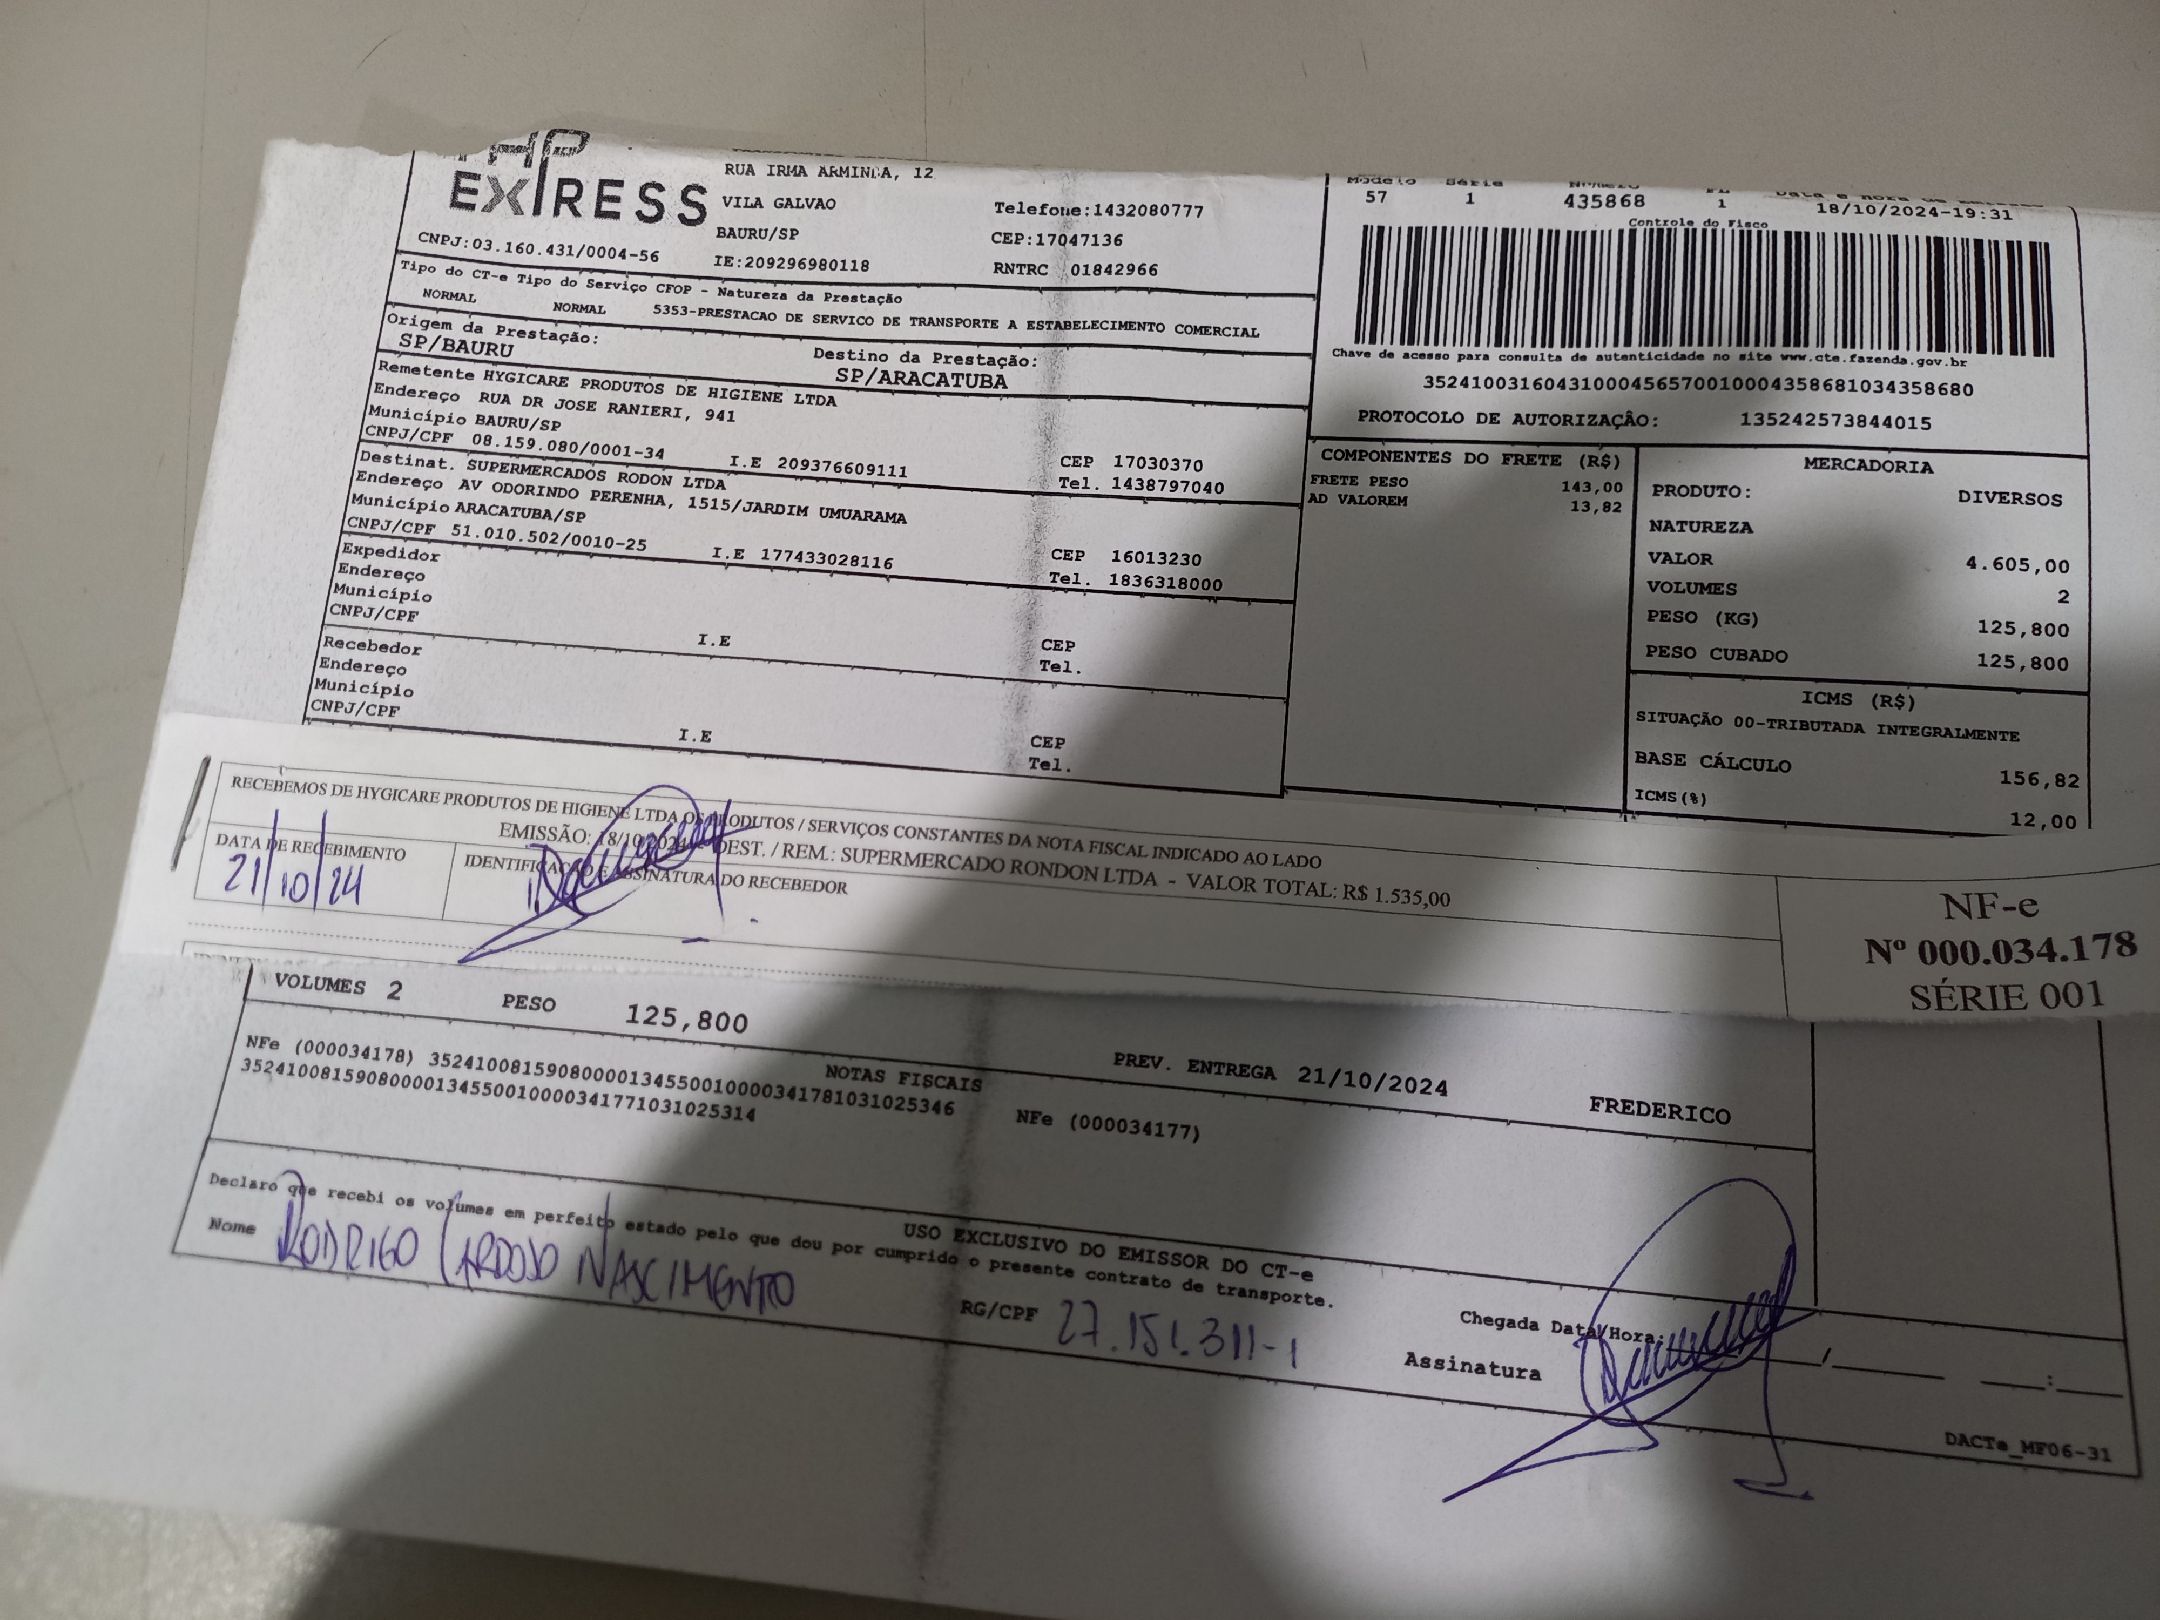 EXPRESS
RUA IRMA ARMINDA, 12
VILA GALVAO
Telefone:1432080777
BAURU/SP
CEP:17047136
CNPJ:03.160.431/0004-56
IE:209296980118
RNTRC 01842966
Tipo do CT-e Tipo do Serviço CFOP - Natureza da Prestação
NORMAL NORMAL 5353-PRESTACAO DE SERVICO DE TRANSPORTE A ESTABELECIMENTO COMERCIAL
Origem da Prestação:
SP/BAURU
Destino da Prestação:
SP/ARACATUBA
Remetente HYGICARE PRODUTOS DE HIGIENE LTDA
Endereço RUA DR JOSE RANIERI, 941
Município BAURU/SP
CEP 17030370
CNPJ/CPF 08.159.080/0001-34 I.E 209376609111
Tel. 1438797040
Destinat. SUPERMERCADOS RODON LTDA
Endereço AV ODORINDO PERENHA, 1515/JARDIM UMUARAMA
Município ARACATUBA/SP
CEP 16013230
CNPJ/CPF 51.010.502/0010-25 I.E 177433028116
Tel. 1836318000
Expedidor
Endereço
Município
CEP
CNPJ/CPF I.E
Tel.
Recebedor
Endereço
Município
CEP
CNPJ/CPF I.E
Tel.
Modelo Série Número FL
57 1 435868 1 18/10/2024-19:31
Controle do Fisco
Chave de acesso para consulta de autenticidade no site www.cte.fazenda.gov.br
35241003160431000456570010004358681034358680
PROTOCOLO DE AUTORIZAÇÂO: 135242573844015
COMPONENTES DO FRETE (R$)
FRETE PESO 143,00
AD VALOREM 13,82
MERCADORIA
PRODUTO: DIVERSOS
NATUREZA
VALOR 4.605,00
VOLUMES 2
PESO (KG) 125,800
PESO CUBADO 125,800
ICMS (R$)
SITUAÇÃO 00-TRIBUTADA INTEGRALMENTE
BASE CÁLCULO 156,82
ICMS(%) 12,00
RECEBEMOS DE HYGICARE PRODUTOS DE HIGIENE LTDA OS PRODUTOS / SERVIÇOS CONSTANTES DA NOTA FISCAL INDICADO AO LADO
EMISSÃO: 18/10/2024 - DEST. / REM.: SUPERMERCADO RONDON LTDA - VALOR TOTAL: R$ 1.535,00
DATA DE RECEBIMENTO
21/10/24
IDENTIFICAÇÃO E ASSINATURA DO RECEBEDOR
NF-e
Nº 000.034.178
SÉRIE 001
VOLUMES 2 PESO 125,800
PREV. ENTREGA 21/10/2024
FREDERICO
NOTAS FISCAIS
NFe (000034178) 35241008159080000134550010000341781031025346
NFe (000034177)
35241008159080000134550010000341771031025314
USO EXCLUSIVO DO EMISSOR DO CT-e
Declaro que recebi os volumes em perfeito estado pelo que dou por cumprido o presente contrato de transporte.
Nome RODRIGO CARDOSO NASCIMENTO
RG/CPF 27.151.311-1
Chegada Data/Hora:
Assinatura
DACTe_MF06-31